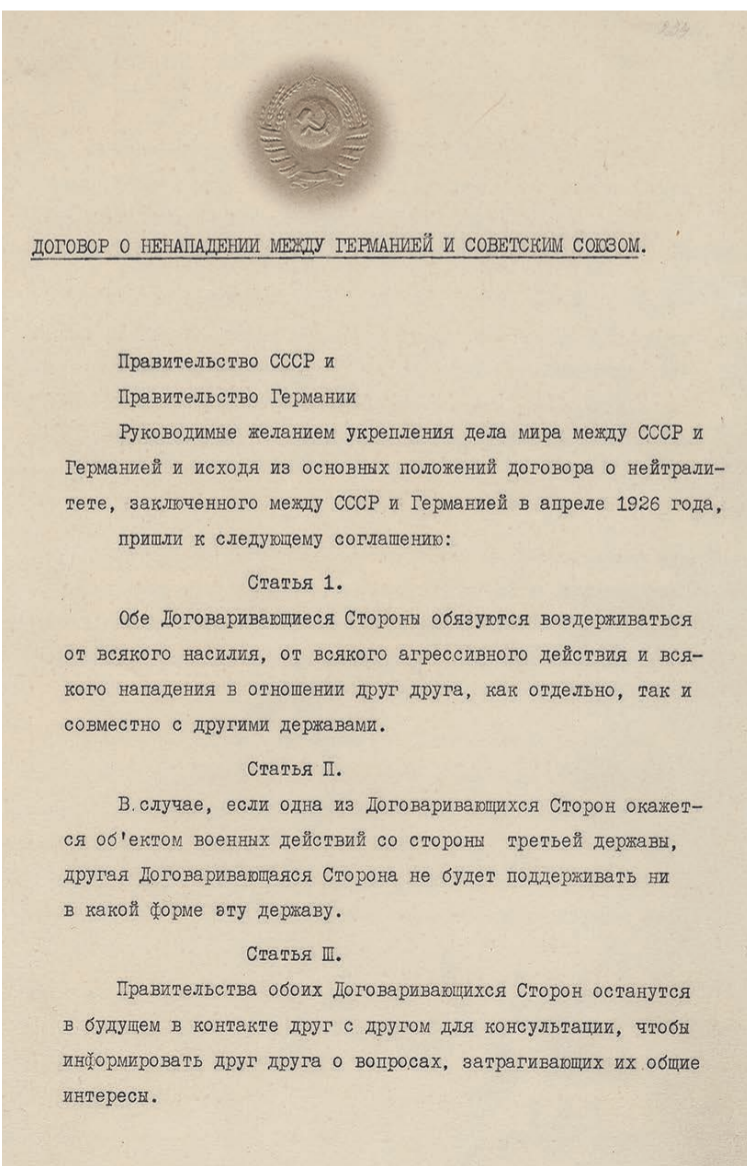 ДОГОВОР О НЕНАПАДЕНИИ МЕЖДУ ГЕРМАНИЕЙ И СОВЕТСКИМ СОЮЗОМ.
Правительство СССР и
Правительство Германии
Руководимые желанием укрепления дела мира между СССР и
Германией и исходя из основных положений договора о нейтрали-
тете, заключенного между СССР и Германией в апреле 1926 года,
пришли к следующему соглашению:
Статья 1.
Обе Договаривающиеся Стороны обязуются воздерживаться
от всякого насилия, от всякого агрессивного действия и вся-
кого нападения в отношении друг друга, как отдельно, так и
совместно с другими державами.
Статья П.
В случае, если одна из Договаривающихся Сторон окажет-
ся об'ектом военных действий со стороны третьей державы,
другая Договаривающаяся Сторона не будет поддерживать ни
в какой форме эту державу.
Статья Ш.
Правительства обоих Договаривающихся Сторон останутся
в будущем в контакте друг с другом для консультации, чтобы
информировать друг друга о вопросах, затрагивающих их общие
интересы.